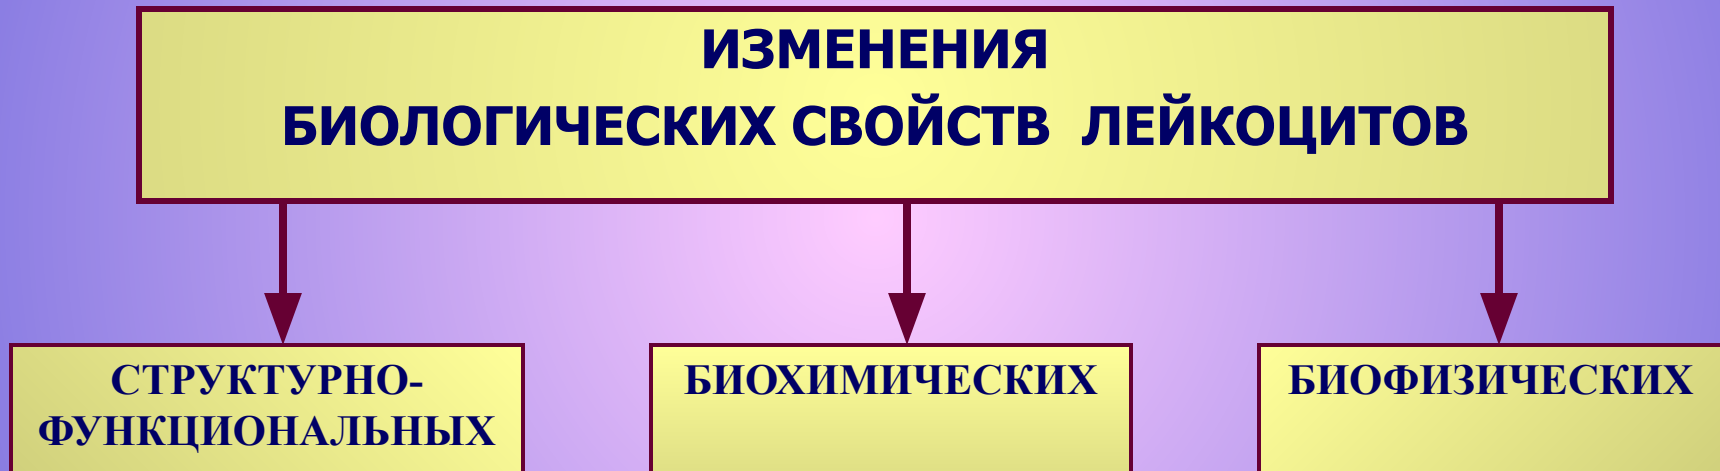 ИЗМЕНЕНИЯ
БИОЛОГИЧЕСКИХ СВОЙСТВ ЛЕЙКОЦИТОВ
СТРУКТУРНО-
ФУНКЦИОНАЛЬНЫХ
БИОХИМИЧЕСКИХ
БИОФИЗИЧЕСКИХ